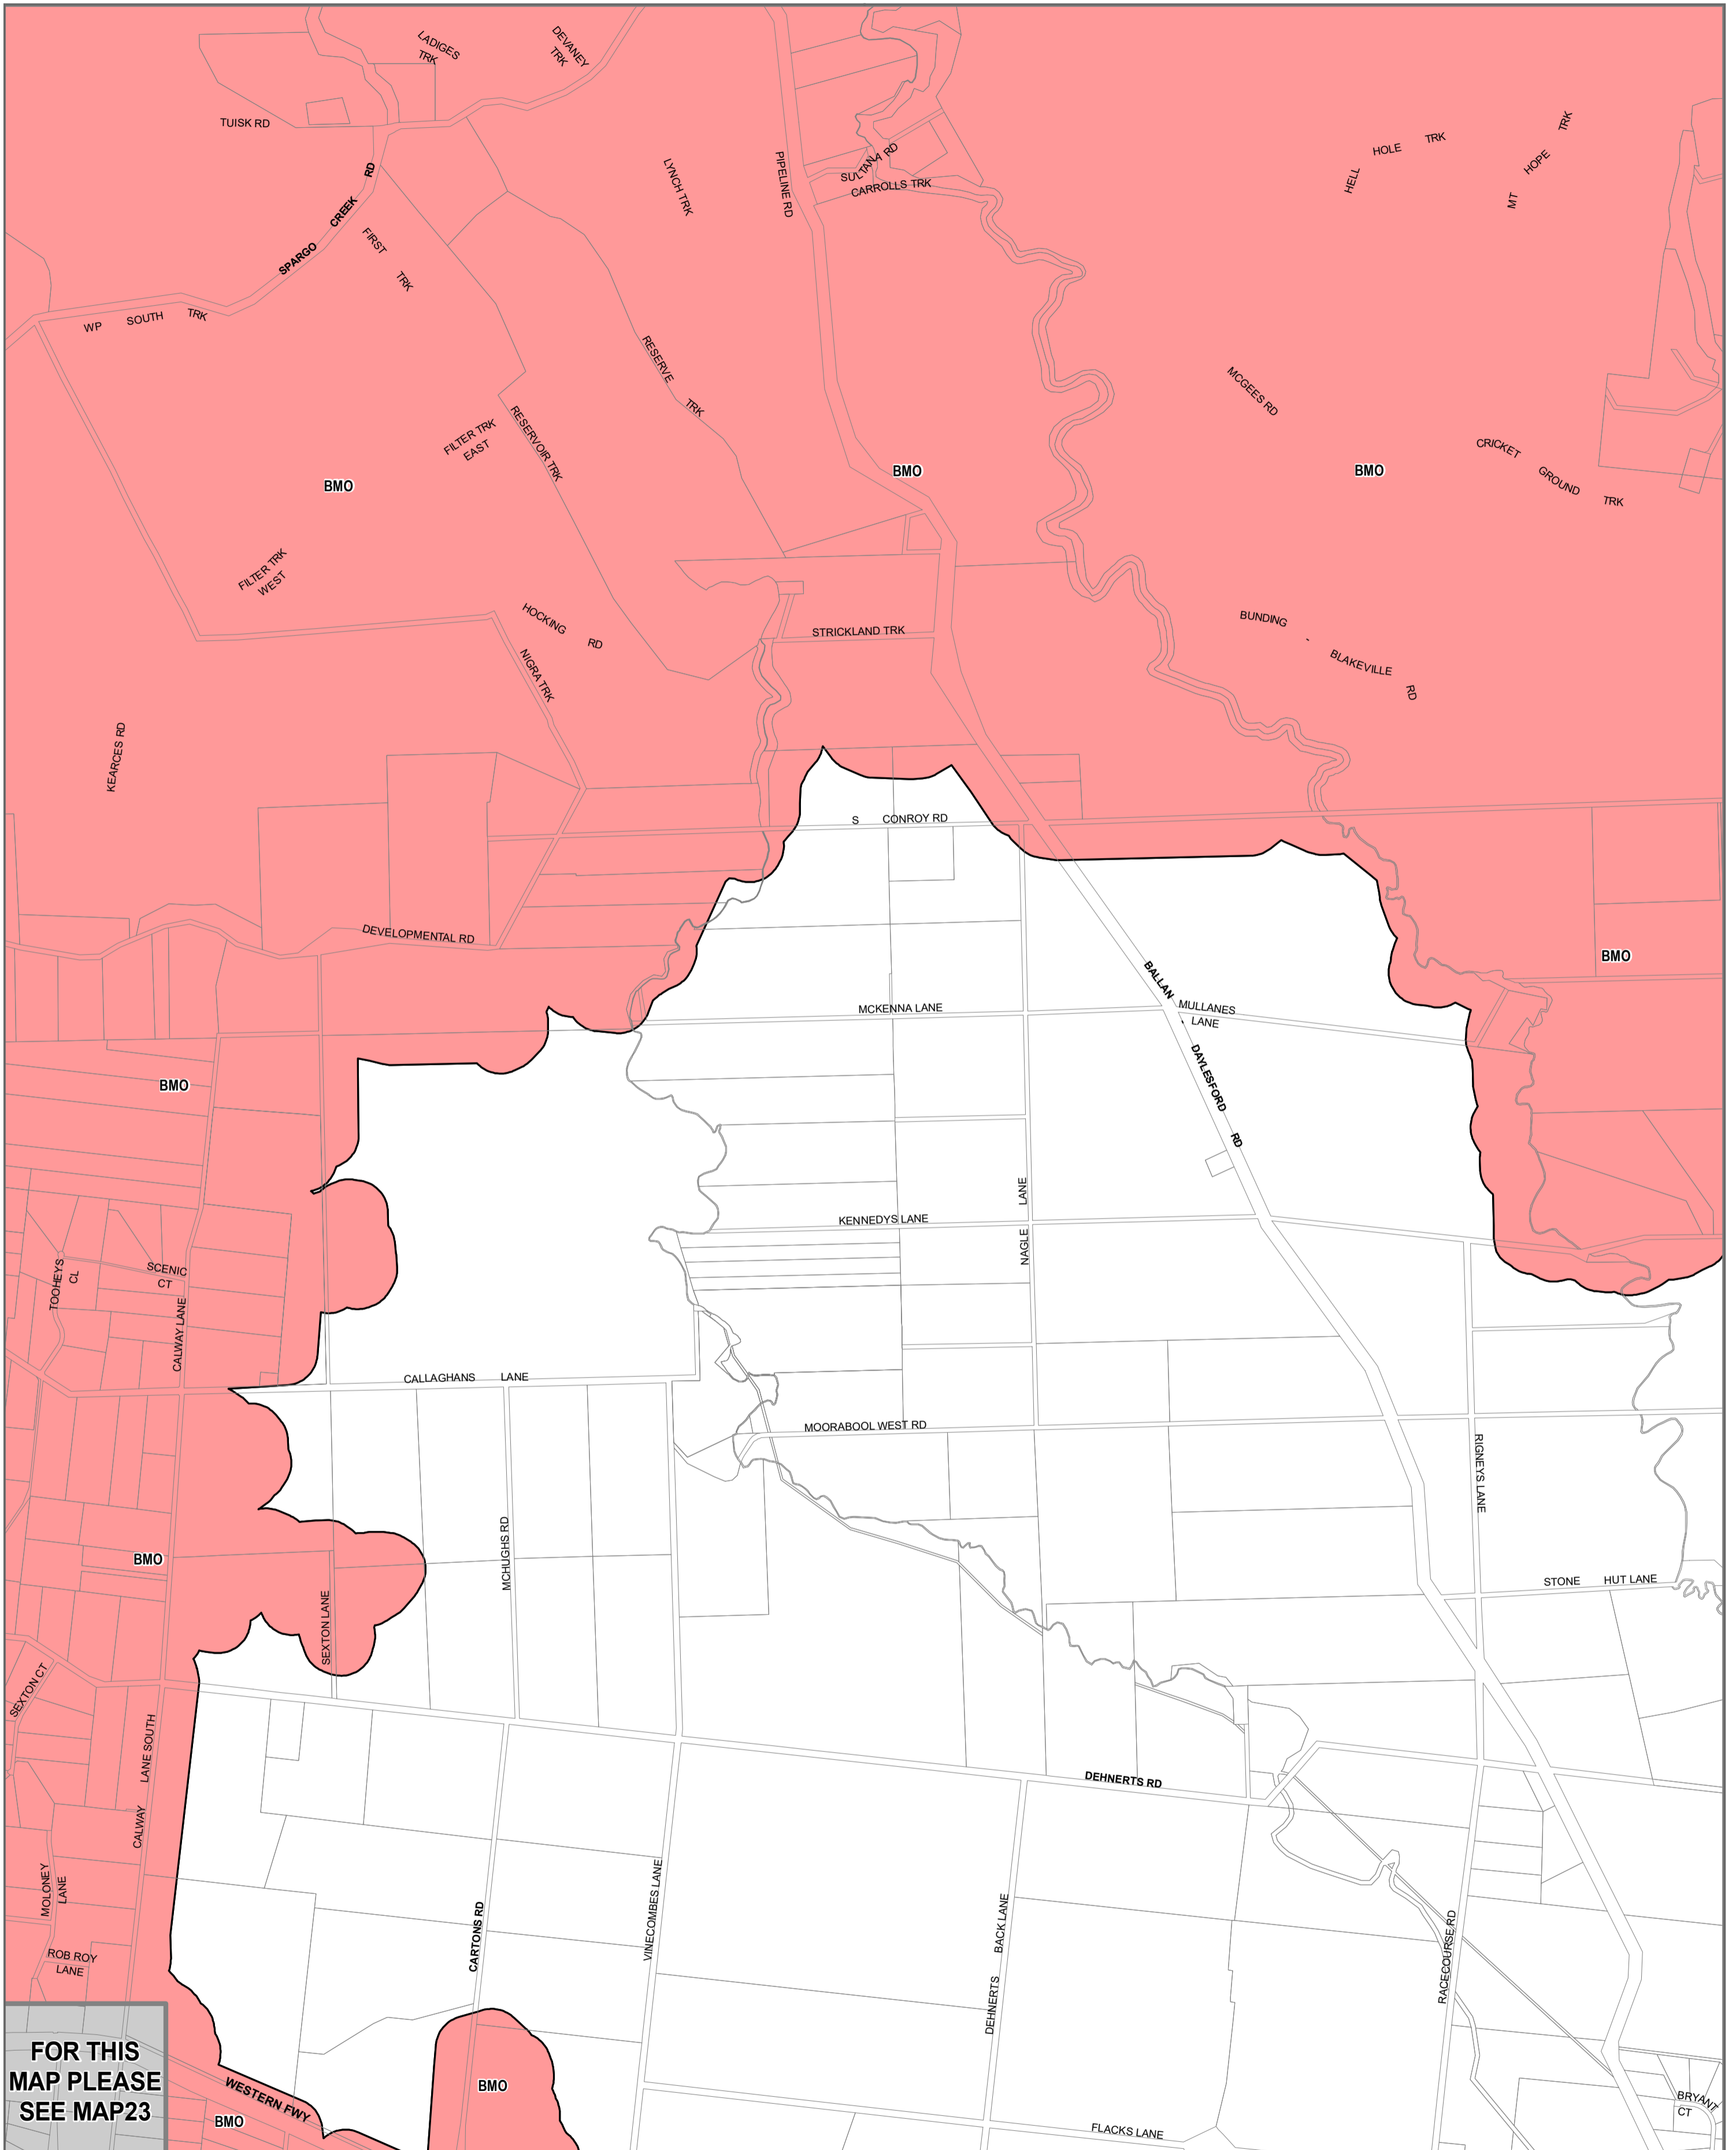 LADIGES
TRK
DEVANEY
TRK
TUISK RD
SPARGO CREEK RD
FIRST TRK
LYNCH TRK
PIPELINE RD
SULTANA RD
CARROLLS TRK
HELL HOLE TRK
MT HOPE TRK
WP SOUTH TRK
RESERVE TRK
MCGEES RD
FILTER TRK
EAST
RESERVOIR TRK
CRICKET GROUND TRK
BMO
BMO
BMO
FILTER TRK
WEST
HOCKING RD
STRICKLAND TRK
BUNDING - BLAKEVILLE RD
NIGRA TRK
KEARCES RD
S CONROY RD
DEVELOPMENTAL RD
BMO
BALLAN - DAYLESFORD RD
MCKENNA LANE
MULLANES
LANE
BMO
NAGLE LANE
KENNEDYS LANE
TOOHEYS
CL
SCENIC
CT
CALWAY LANE
CALLAGHANS LANE
MOORABOOL WEST RD
RIGNEYS LANE
BMO
MCHUGHS RD
SEXTON LANE
STONE HUT LANE
SEXTON CT
CALWAY LANE SOUTH
DEHNERTS RD
MOLONEY
LANE
CARTONS RD
VINECOMBES LANE
DEHNERTS BACK LANE
RACECOURSE RD
ROB ROY
LANE
FOR THIS
MAP PLEASE
SEE MAP23
WESTERN FWY
BMO
BMO
FLACKS LANE
BRYANT
CT